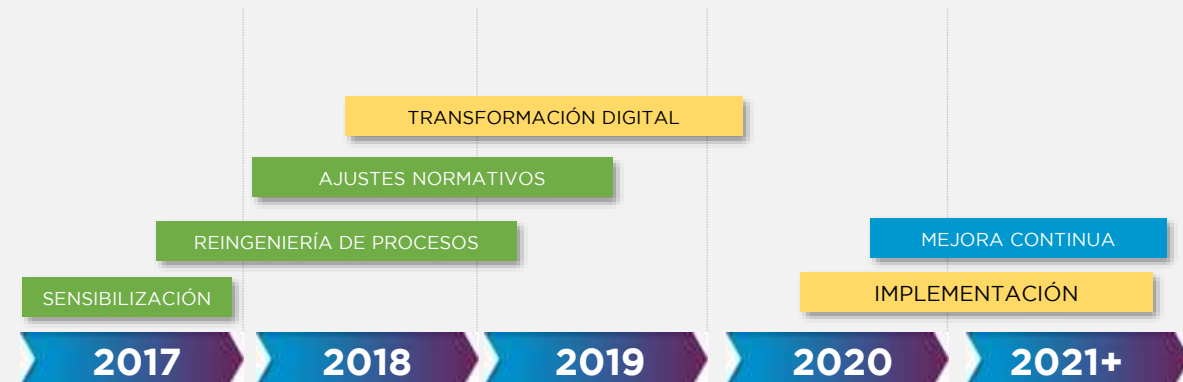 TRANSFORMACIÓN DIGITAL
AJUSTES NORMATIVOS
REINGENIERÍA DE PROCESOS
MEJORA CONTINUA
SENSIBILIZACIÓN
IMPLEMENTACIÓN
2017
2018
2019
2020
2021+